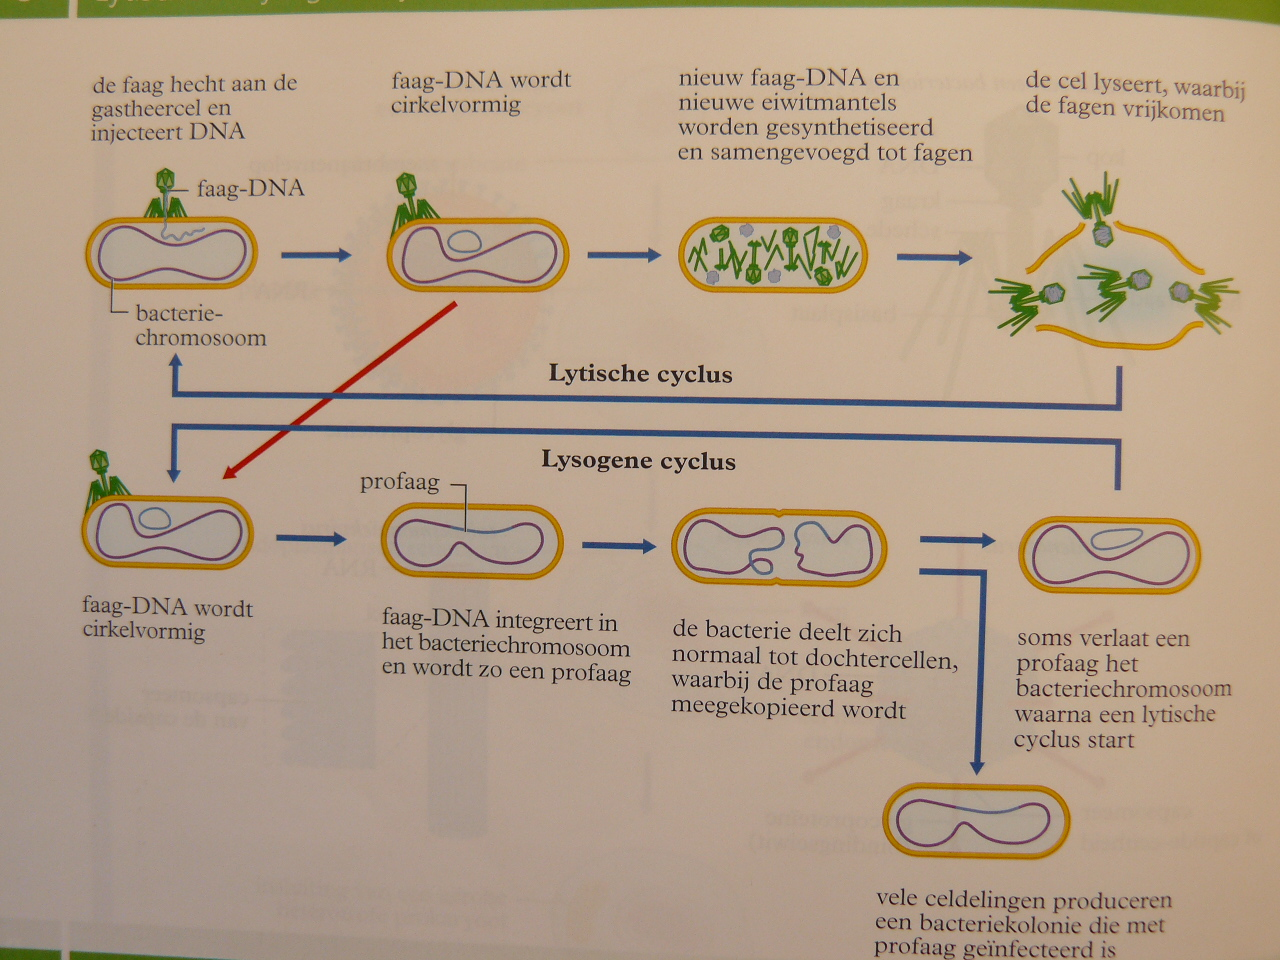 de faag hecht aan de
gastheercel en
injecteert DNA
faag-DNA wordt
cirkelvormig
nieuw faag-DNA en
nieuwe eiwitmantels
worden gesynthetiseerd
en samengevoegd tot fagen
de cel lyseert, waarbij
de fagen vrijkomen
faag-DNA
bacterie-
chromosoom
Lytische cyclus
Lysogene cyclus
profaag
faag-DNA wordt
cirkelvormig
faag-DNA integreert in
het bacteriechromosoom
en wordt zo een profaag
de bacterie deelt zich
normaal tot dochtercellen,
waarbij de profaag
meegekopieerd wordt
soms verlaat een
profaag het
bacteriechromosoom
waarna een lytische
cyclus start
vele celdelingen produceren
een bacteriekolonie die met
profaag geïnfecteerd is